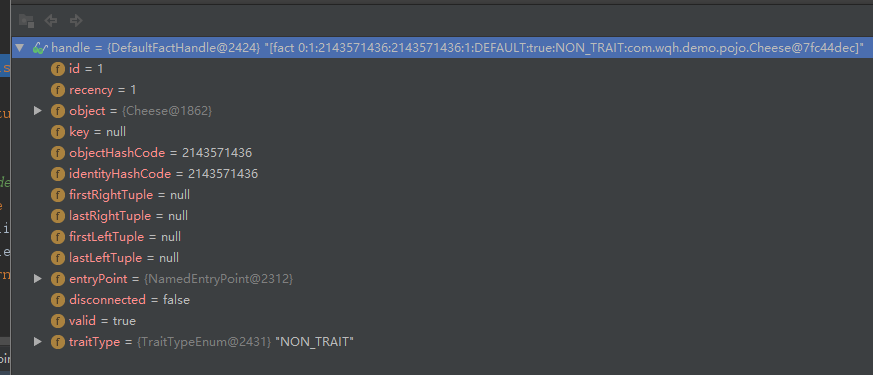 handle = {DefaultFactHandle@2424} "[fact 0:1:2143571436:2143571436:1:DEFAULT:true:NON_TRAIT:com.wqh.demo.pojo.Cheese@7fc44dec]"
f id = 1
f recency = 1
f object = {Cheese@1862}
f key = null
f objectHashCode = 2143571436
f identityHashCode = 2143571436
f firstRightTuple = null
f lastRightTuple = null
f firstLeftTuple = null
f lastLeftTuple = null
f entryPoint = {NamedEntryPoint@2312}
f disconnected = false
f valid = true
f traitType = {TraitTypeEnum@2431} "NON_TRAIT"